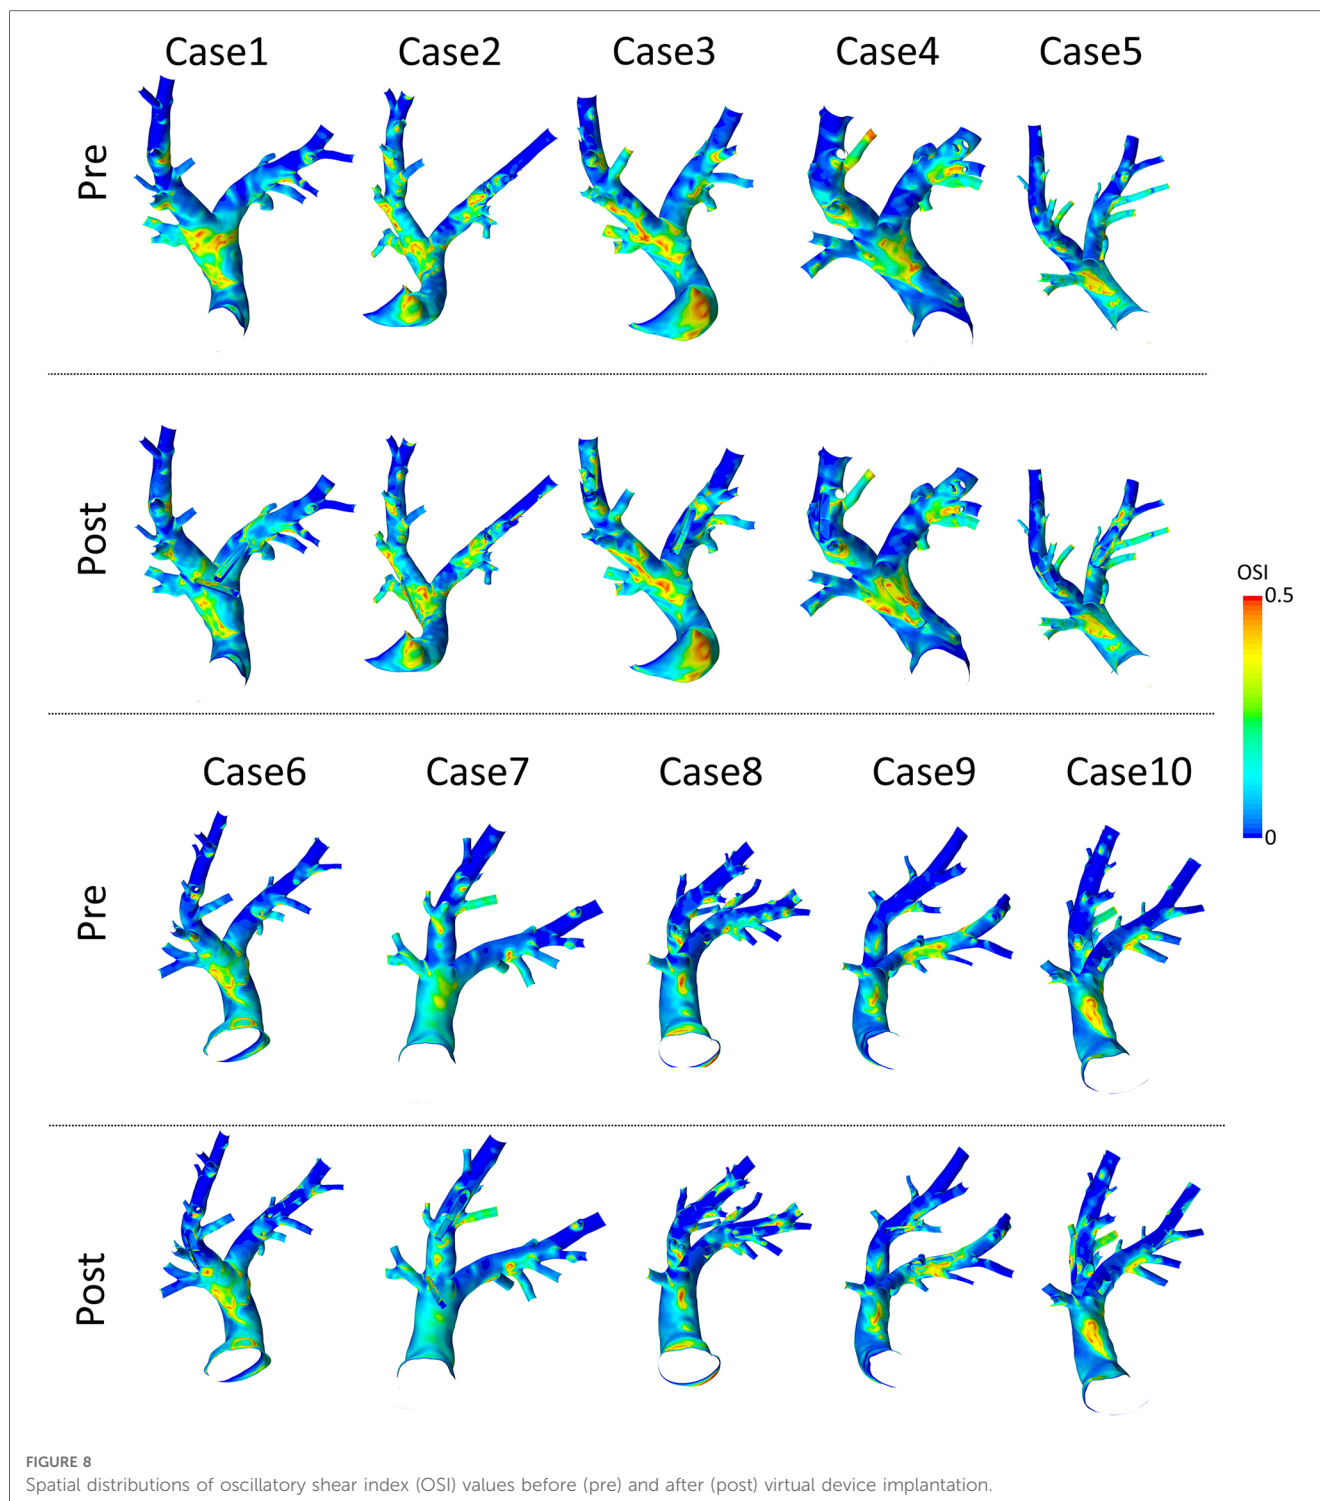 Case1 Case2 Case3 Case4 Case5
Pre
Post
OSI
0.5
0
Case6 Case7 Case8 Case9 Case10
Pre
Post
FIGURE 8
Spatial distributions of oscillatory shear index (OSI) values before (pre) and after (post) virtual device implantation.